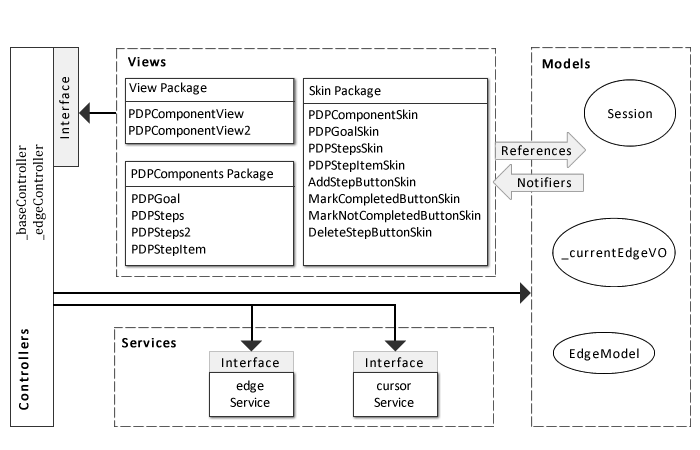 Controllers
_baseController
_edgeController
Interface
Views
View Package
PDPComponentView
PDPComponentView2
PDPComponents Package
PDPGoal
PDPSteps
PDPSteps2
PDPStepItem
Skin Package
PDPComponentSkin
PDPGoalSkin
PDPStepsSkin
PDPStepItemSkin
AddStepButtonSkin
MarkCompletedButtonSkin
MarkNotCompletedButtonSkin
DeleteStepButtonSkin
References
Notifiers
Models
Session
_currentEdgeVO
EdgeModel
Services
Interface
edge
Service
Interface
cursor
Service